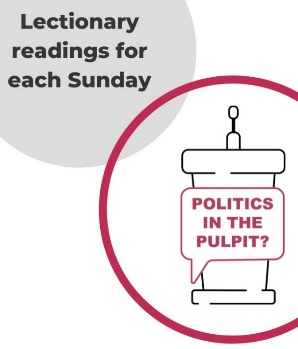 Lectionary
readings for
each Sunday
POLITICS
IN THE
PULPIT?